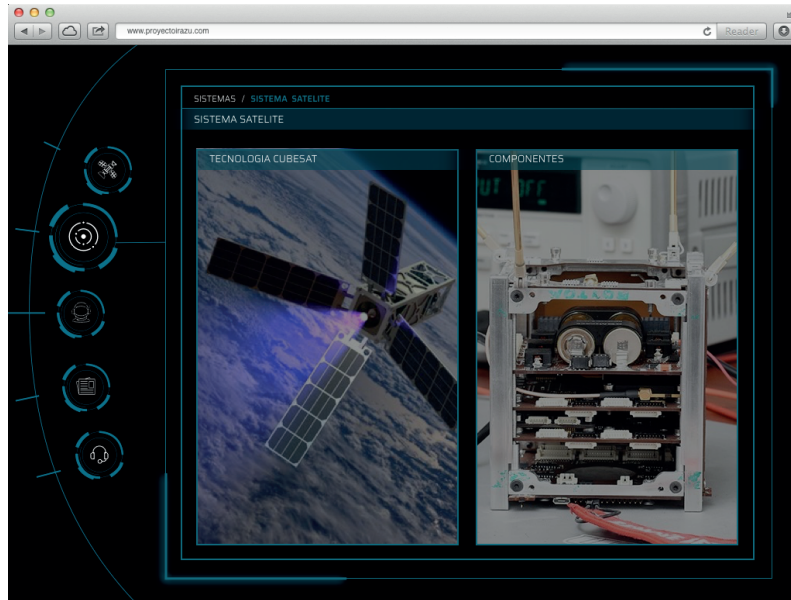 www.proyectoirazu.com
Reader
SISTEMAS / SISTEMA SATELITE
SISTEMA SATELITE
TECNOLOGIA CUBESAT
COMPONENTES